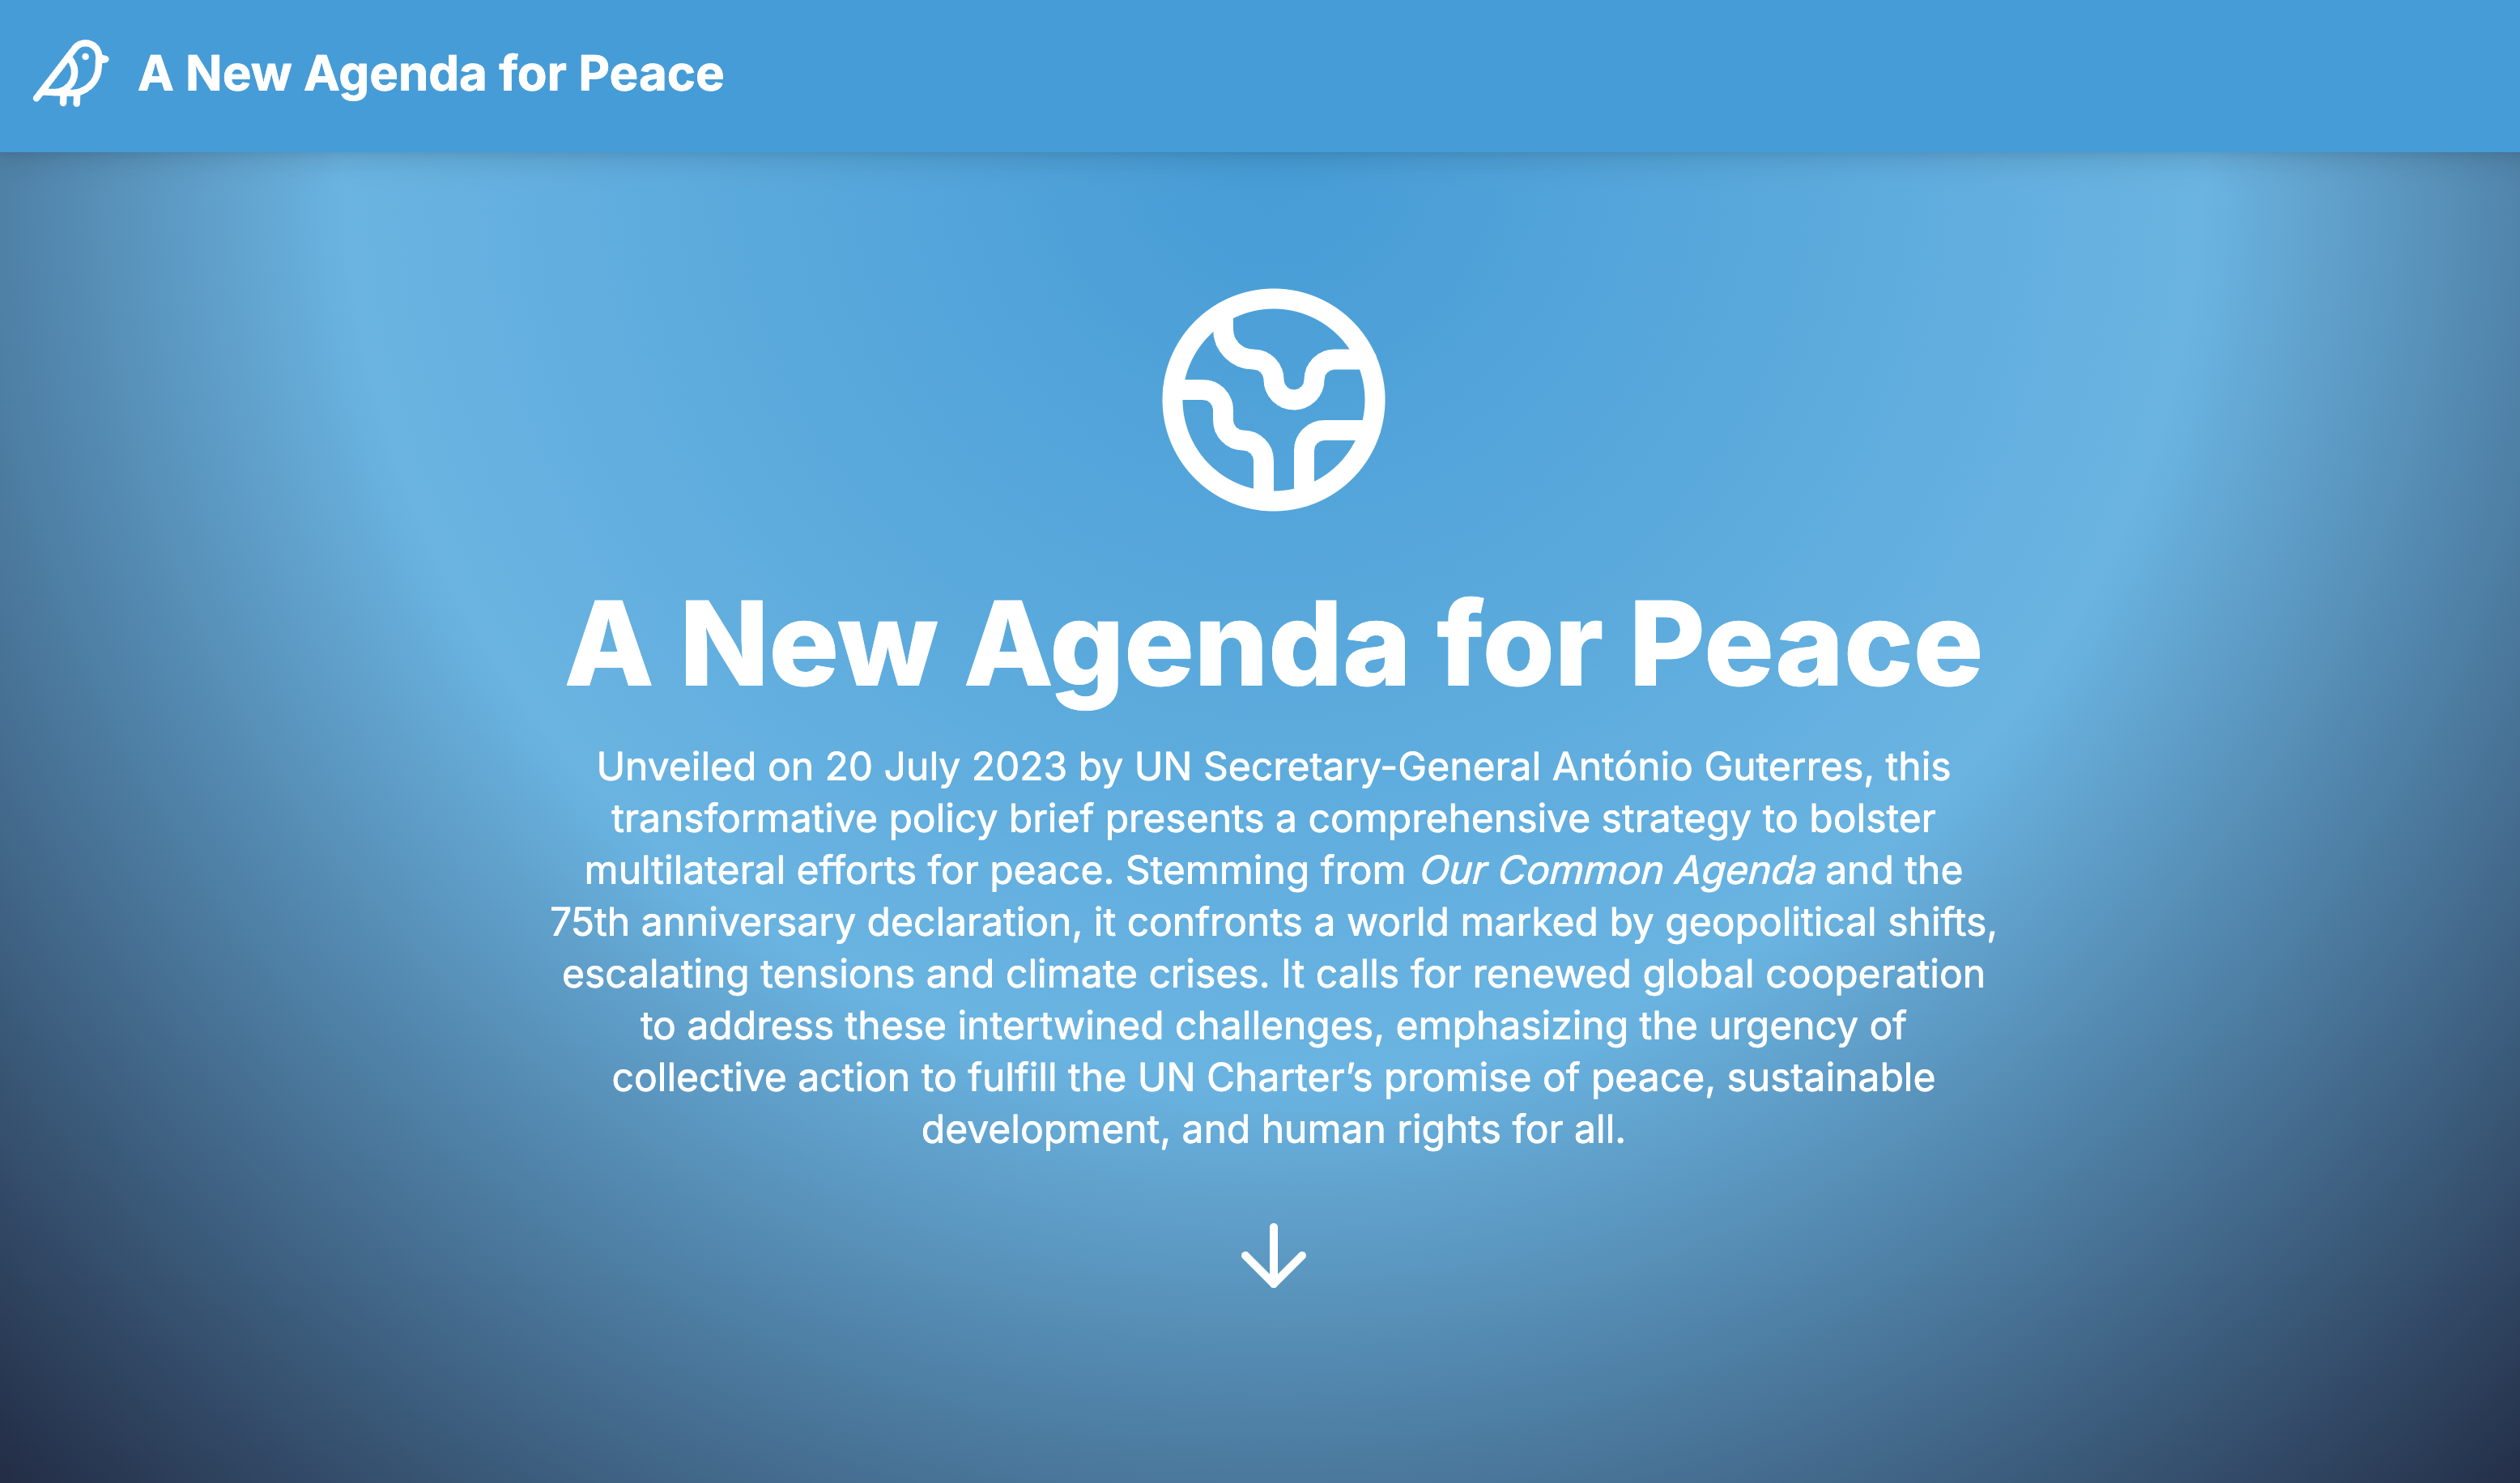 A New Agenda for Peace
A New Agenda for Peace
Unveiled on 20 July 2023 by UN Secretary-General António Guterres, this
transformative policy brief presents a comprehensive strategy to bolster
multilateral efforts for peace. Stemming from Our Common Agenda and the
75th anniversary declaration, it confronts a world marked by geopolitical shifts,
escalating tensions and climate crises. It calls for renewed global cooperation
to address these intertwined challenges, emphasizing the urgency of
collective action to fulfill the UN Charter’s promise of peace, sustainable
development, and human rights for all.